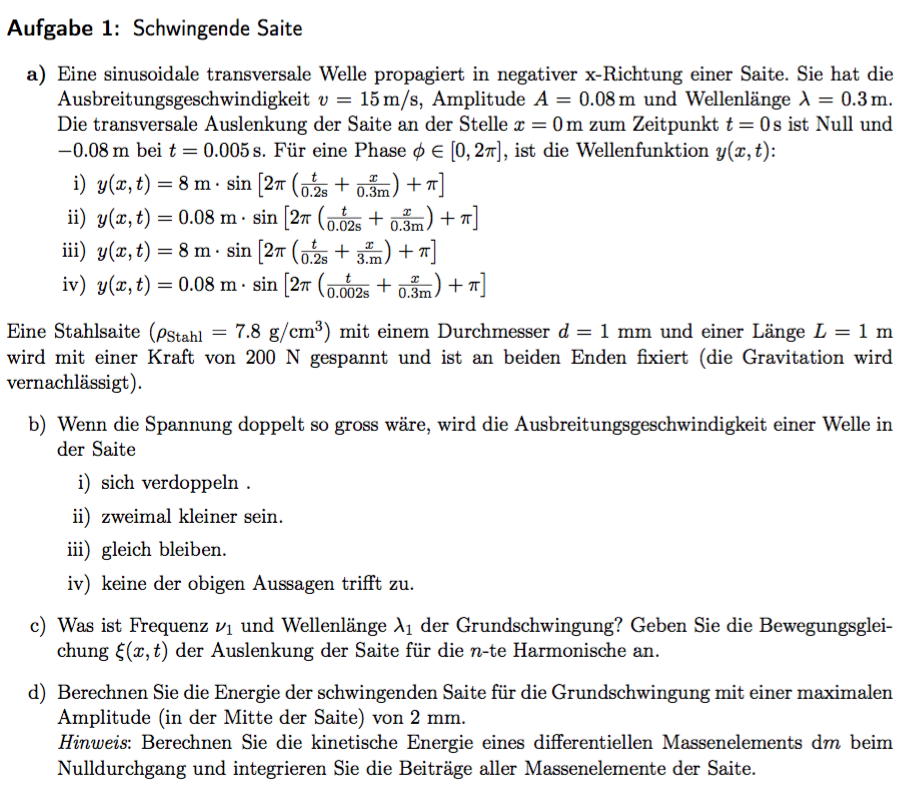 Aufgabe 1: Schwingende Saite
a) Eine sinusoidale transversale Welle propagiert in negativer x-Richtung einer Saite. Sie hat die
Ausbreitungsgeschwindigkeit v = 15 m/s, Amplitude A = 0.08 m und Wellenlänge λ = 0.3 m.
Die transversale Auslenkung der Saite an der Stelle x = 0 m zum Zeitpunkt t = 0 s ist Null und
−0.08 m bei t = 0.005 s. Für eine Phase ϕ ∈ [0, 2π], ist die Wellenfunktion y(x, t):
i) y(x, t) = 8 m · sin [2π (t/0.2s + x/0.3m) + π]
ii) y(x, t) = 0.08 m · sin [2π (t/0.02s + x/0.3m) + π]
iii) y(x, t) = 8 m · sin [2π (t/0.2s + x/3.m) + π]
iv) y(x, t) = 0.08 m · sin [2π (t/0.002s + x/0.3m) + π]
Eine Stahlsaite (ρStahl = 7.8 g/cm³) mit einem Durchmesser d = 1 mm und einer Länge L = 1 m
wird mit einer Kraft von 200 N gespannt und ist an beiden Enden fixiert (die Gravitation wird
vernachlässigt).
b) Wenn die Spannung doppelt so gross wäre, wird die Ausbreitungsgeschwindigkeit einer Welle in
der Saite
i) sich verdoppeln .
ii) zweimal kleiner sein.
iii) gleich bleiben.
iv) keine der obigen Aussagen trifft zu.
c) Was ist Frequenz ν₁ und Wellenlänge λ₁ der Grundschwingung? Geben Sie die Bewegungsglei-
chung ξ(x, t) der Auslenkung der Saite für die n-te Harmonische an.
d) Berechnen Sie die Energie der schwingenden Saite für die Grundschwingung mit einer maximalen
Amplitude (in der Mitte der Saite) von 2 mm.
Hinweis: Berechnen Sie die kinetische Energie eines differentiellen Massenelements dm beim
Nulldurchgang und integrieren Sie die Beiträge aller Massenelemente der Saite.